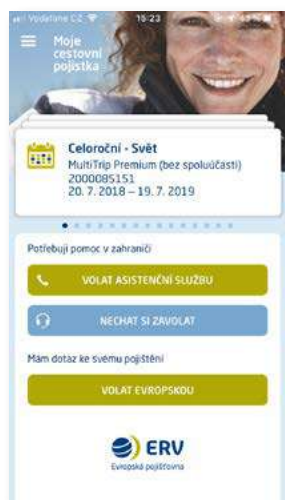 Vodafone CZ 15:23 43 %
Moje
cestovní
pojistka
Celoroční - Svět
MultiTrip Premium (bez spoluúčasti)
2000085151
20. 7. 2018 – 19. 7. 2019
Potřebuji pomoc v zahraničí
VOLAT ASISTENČNÍ SLUŽBU
NECHAT SI ZAVOLAT
Mám dotaz ke svému pojištění
VOLAT EVROPSKOU
ERV
Evropská pojišťovna